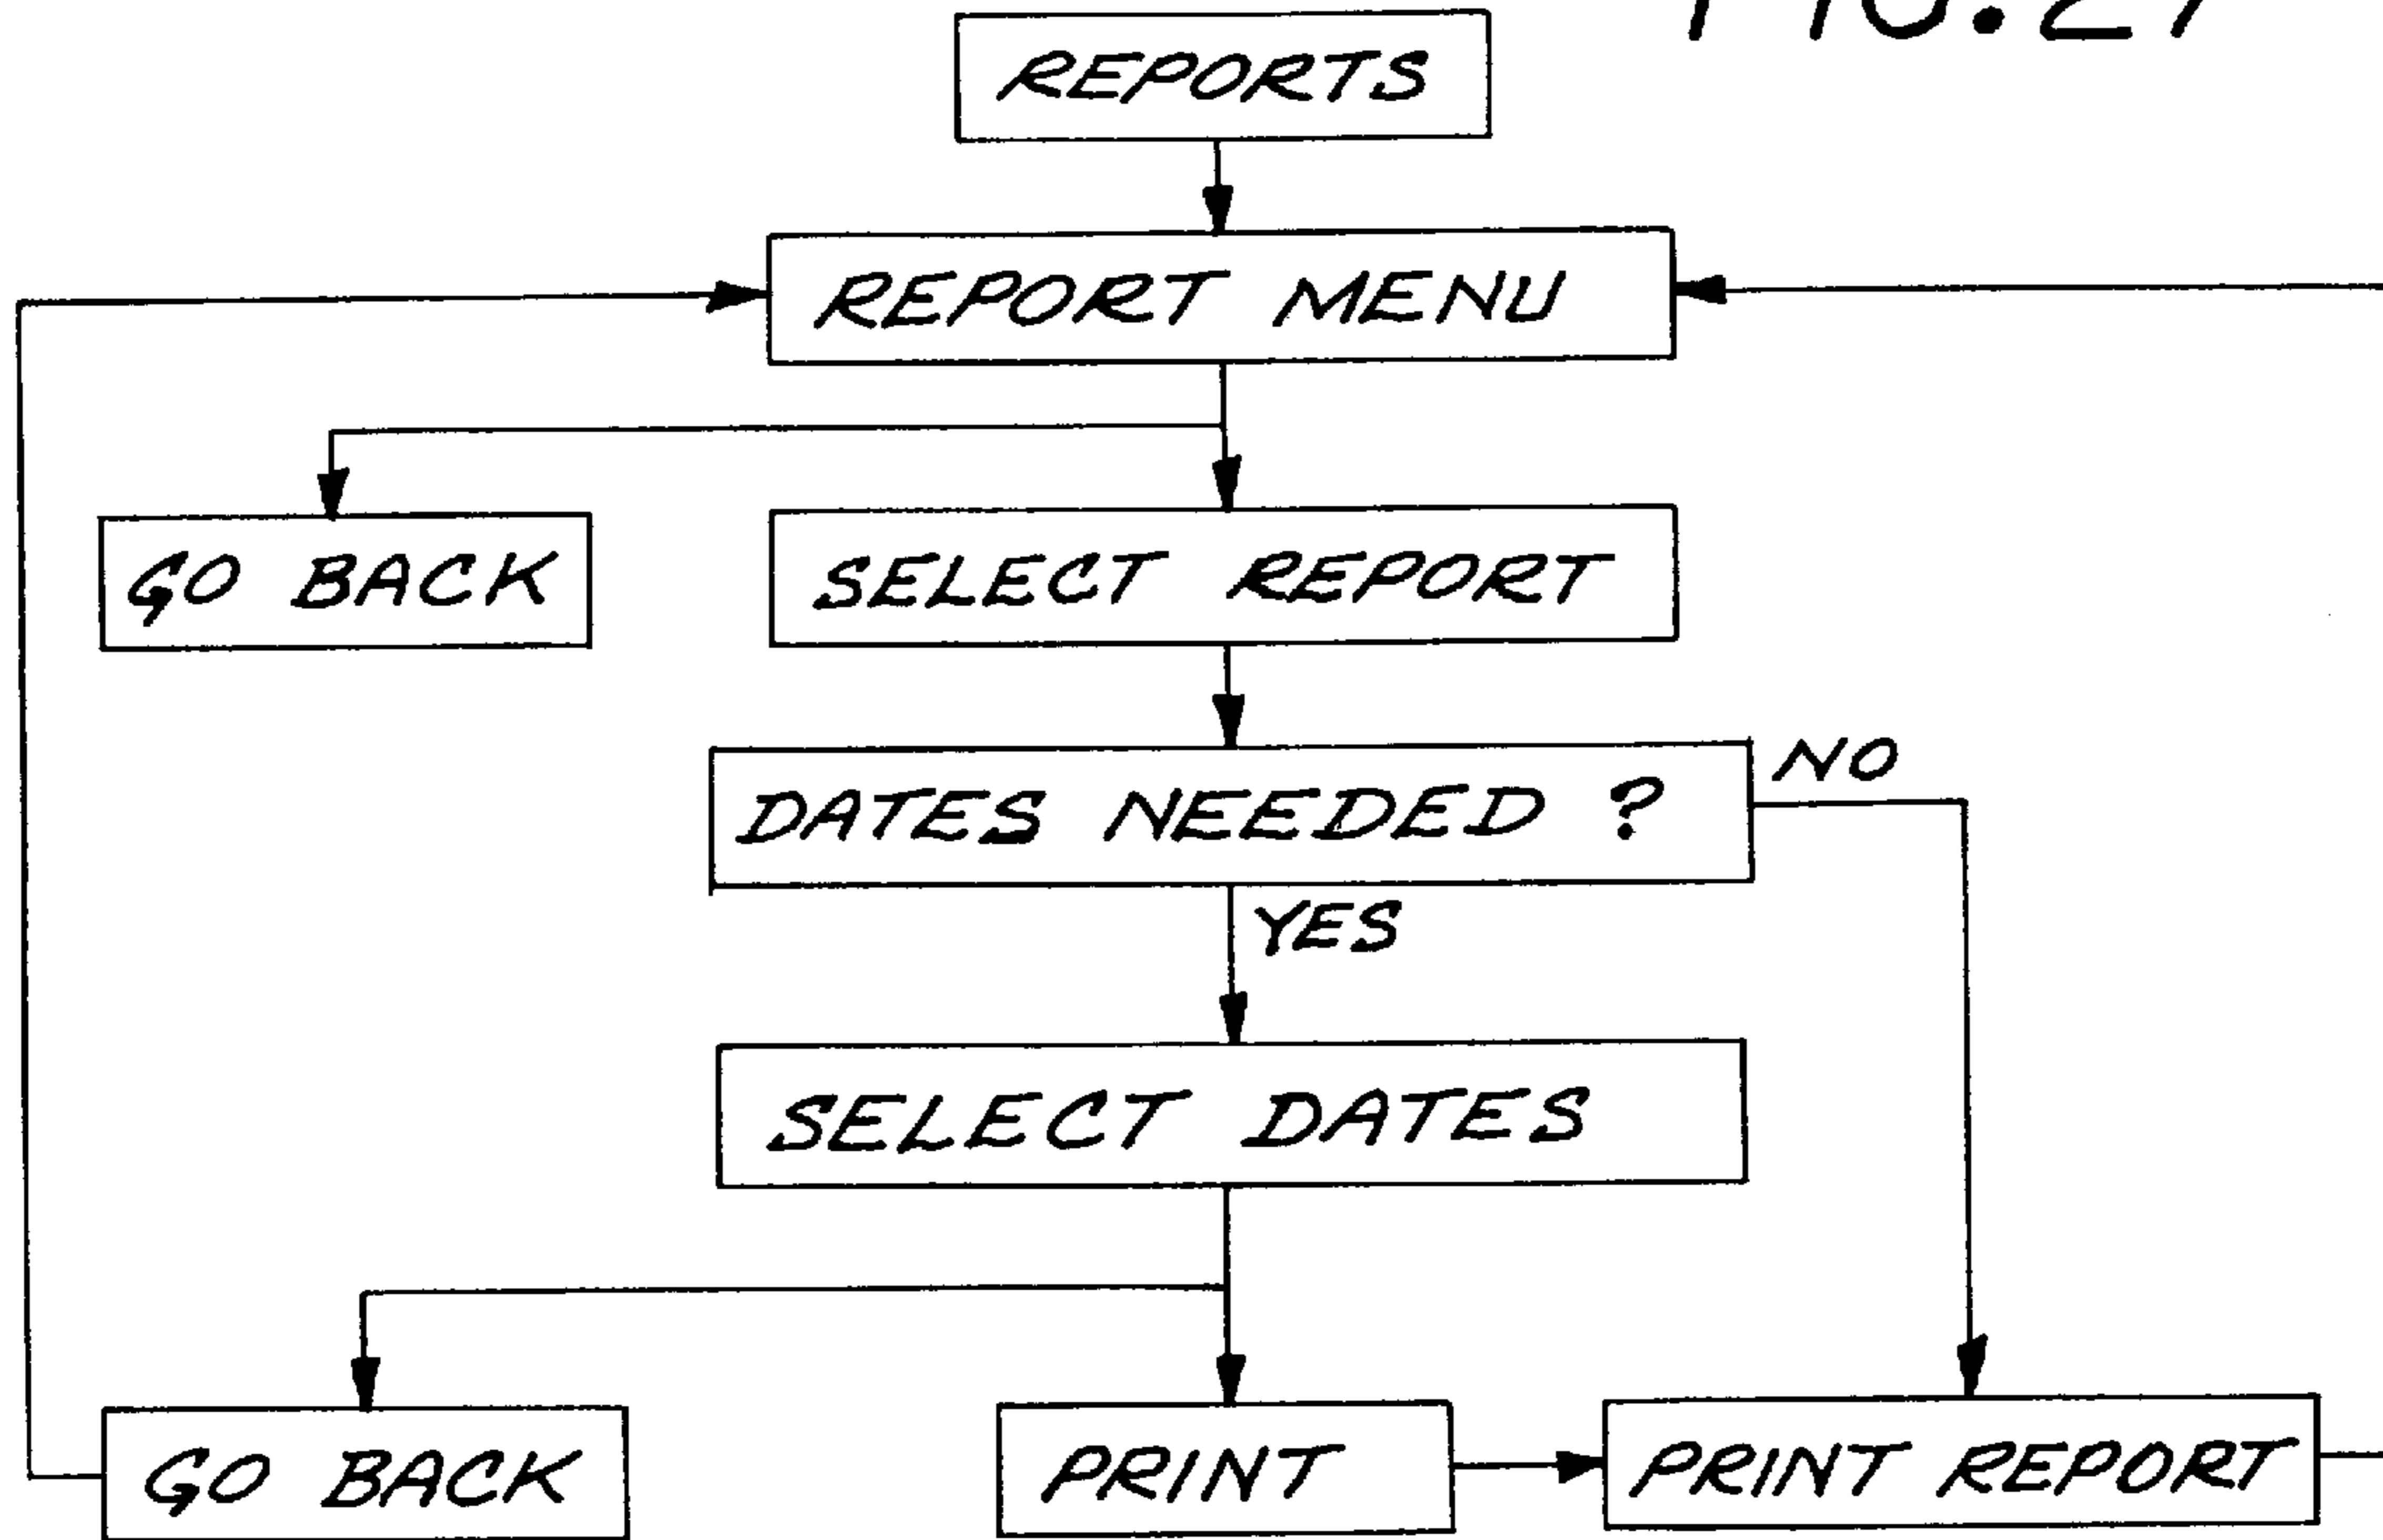 REPORTS
REPORT MENU
GO BACK
SELECT REPORT
DATES NEEDED ?
NO
YES
SELECT DATES
GO BACK
PRINT
PRINT REPORT